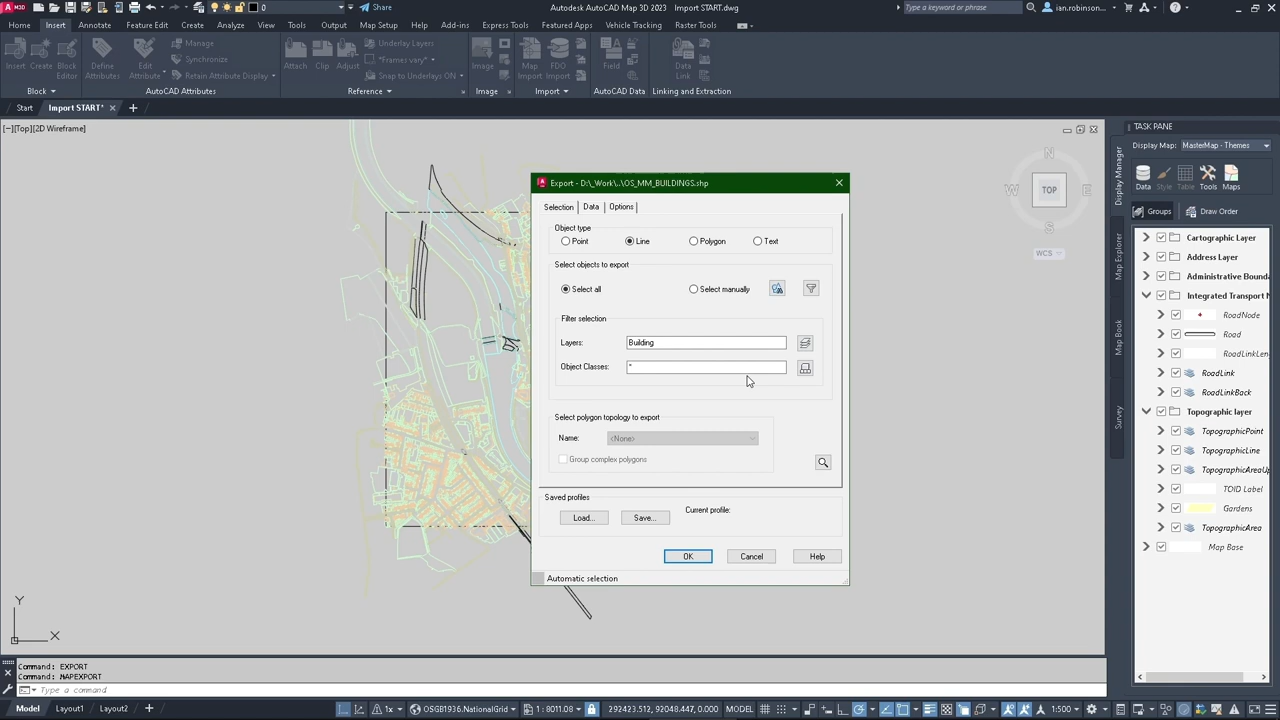 MAP 3D
0
Share
Autodesk AutoCAD Map 3D 2023
Import START.dwg
Type a keyword or phrase
ian.robinson...
Home
Insert
Annotate
Feature Edit
Create
Analyze
View
Tools
Output
Map Setup
Help
Add-ins
Express Tools
Featured Apps
Vehicle Tracking
Raster Tools
Insert
Create
Block Editor
Define Attributes
Edit Attribute
Manage
Synchronize
Retain Attribute Display
Attach
Clip
Adjust
Underlay Layers
*Frames vary*
Snap to Underlays ON
Image
Map Import
FDO Import
Field
Data Link
Block
AutoCAD Attributes
Reference
Image
Import
AutoCAD Data
Linking and Extraction
Start
Import START*
[−][Top][2D Wireframe]
N
W
TOP
E
S
WCS
Export - D:\_Work\..\OS_MM_BUILDINGS.shp
Selection
Data
Options
Object type
Point
Line
Polygon
Text
Select objects to export
Select all
Select manually
Filter selection
Layers:
Building
Object Classes:
*
Select polygon topology to export
Name:
<None>
Group complex polygons
Saved profiles
Load...
Save...
Current profile:
OK
Cancel
Help
Automatic selection
Y
X
TASK PANE
Display Map:
MasterMap - Themes
Data
Style
Table
Tools
Maps
Groups
Draw Order
Display Manager
Map Explorer
Map Book
Survey
Cartographic Layer
Address Layer
Administrative Bounda
Integrated Transport N
RoadNode
Road
RoadLinkLen
RoadLink
RoadLinkBack
Topographic layer
TopographicPoint
TopographicLine
TopographicAreaUp
TOID Label
Gardens
TopographicArea
Map Base
Command: EXPORT
Command: MAPEXPORT
Type a command
Model
Layout1
Layout2
1x
OSGB1936.NationalGrid
1 : 8011.08
292423.512, 92048.447, 0.000
MODEL
1:500